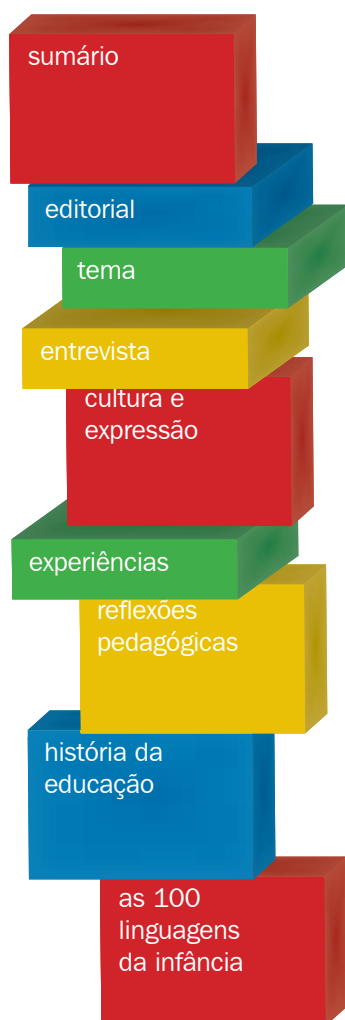 sumário
editorial
tema
entrevista
cultura e
expressão
experiências
reflexões
pedagógicas
história da
educação
as 100
linguagens
da infância